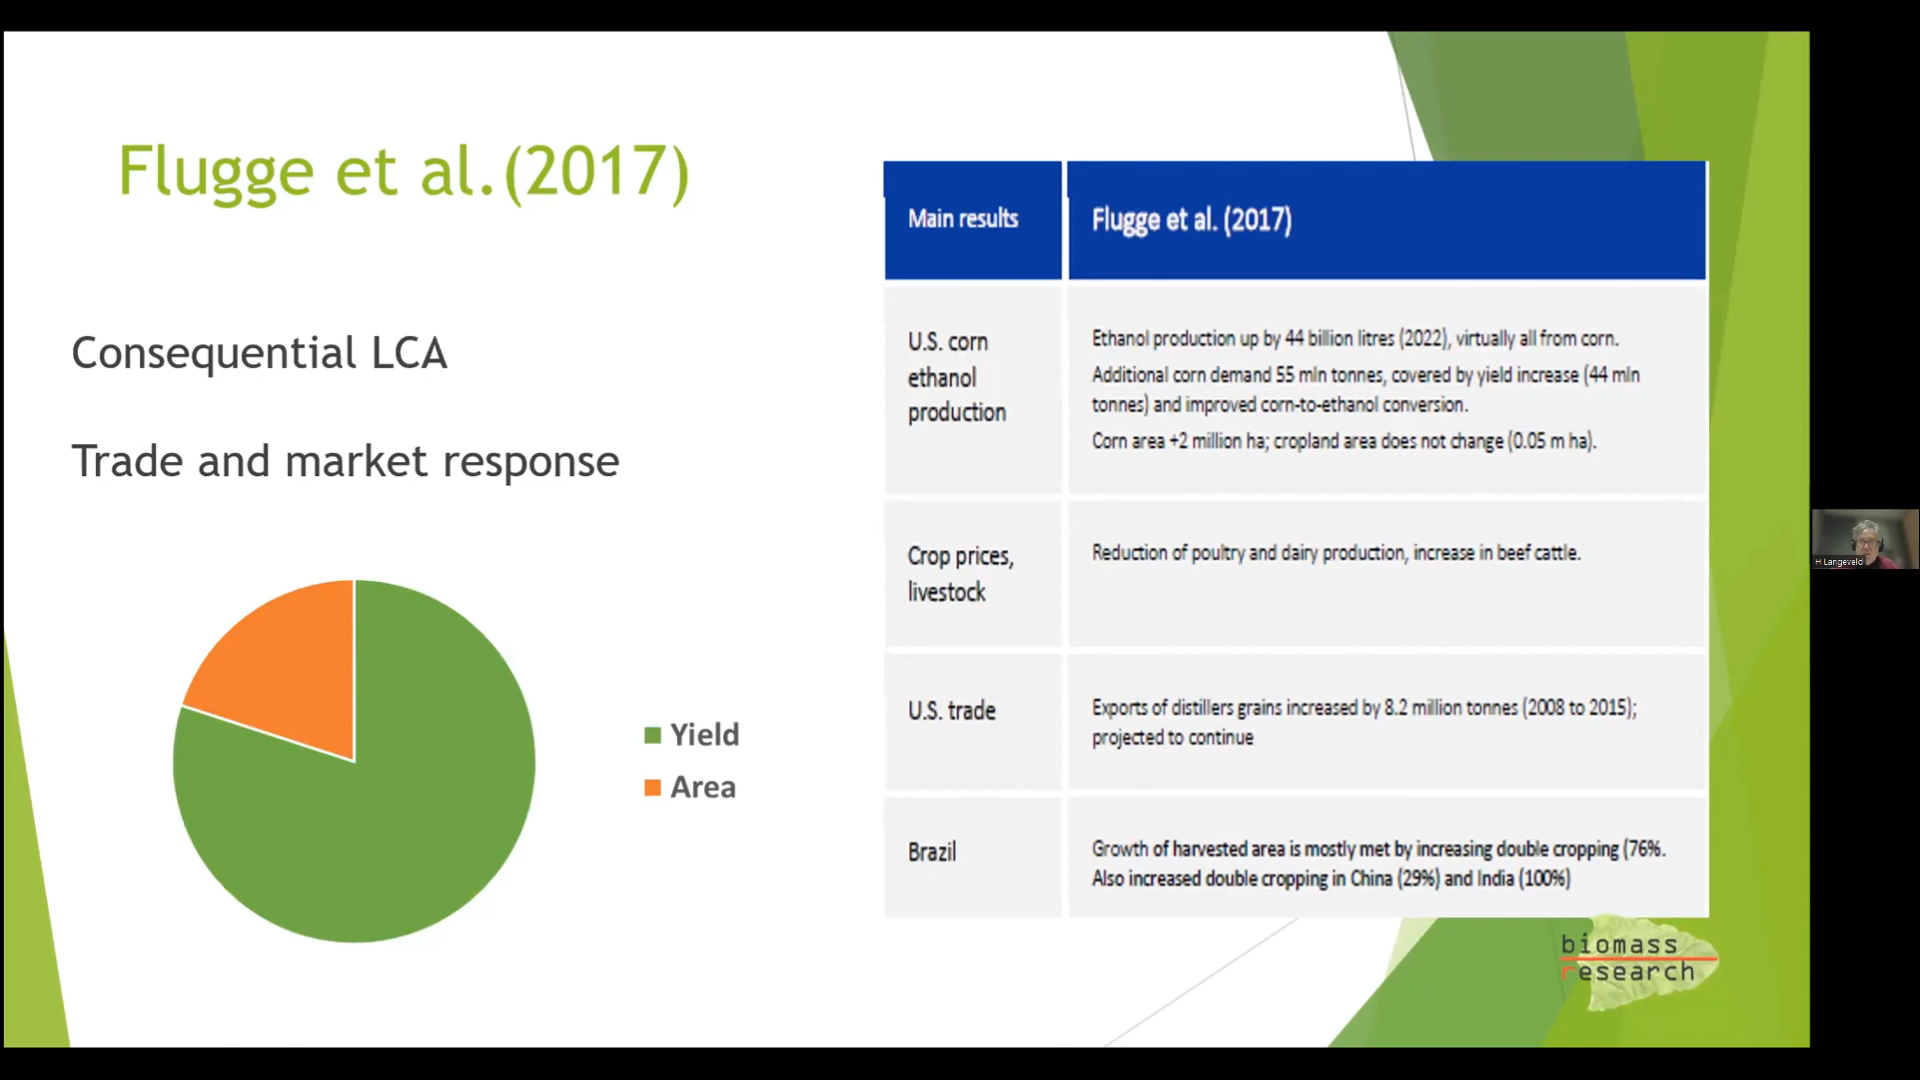 Flugge et al.(2017)
Consequential LCA
Trade and market response
Yield
Area
Main results
Flugge et al. (2017)
U.S. corn
ethanol
production
Ethanol production up by 44 billion litres (2022), virtually all from corn.
Additional corn demand 55 mln tonnes, covered by yield increase (44 mln
tonnes) and improved corn-to-ethanol conversion.
Corn area +2 million ha; cropland area does not change (0.05 m ha).
Crop prices,
livestock
Reduction of poultry and dairy production, increase in beef cattle.
U.S. trade
Exports of distillers grains increased by 8.2 million tonnes (2008 to 2015);
projected to continue
Brazil
Growth of harvested area is mostly met by increasing double cropping (76%.
Also increased double cropping in China (29%) and India (100%)
biomass
research
H Langeveld